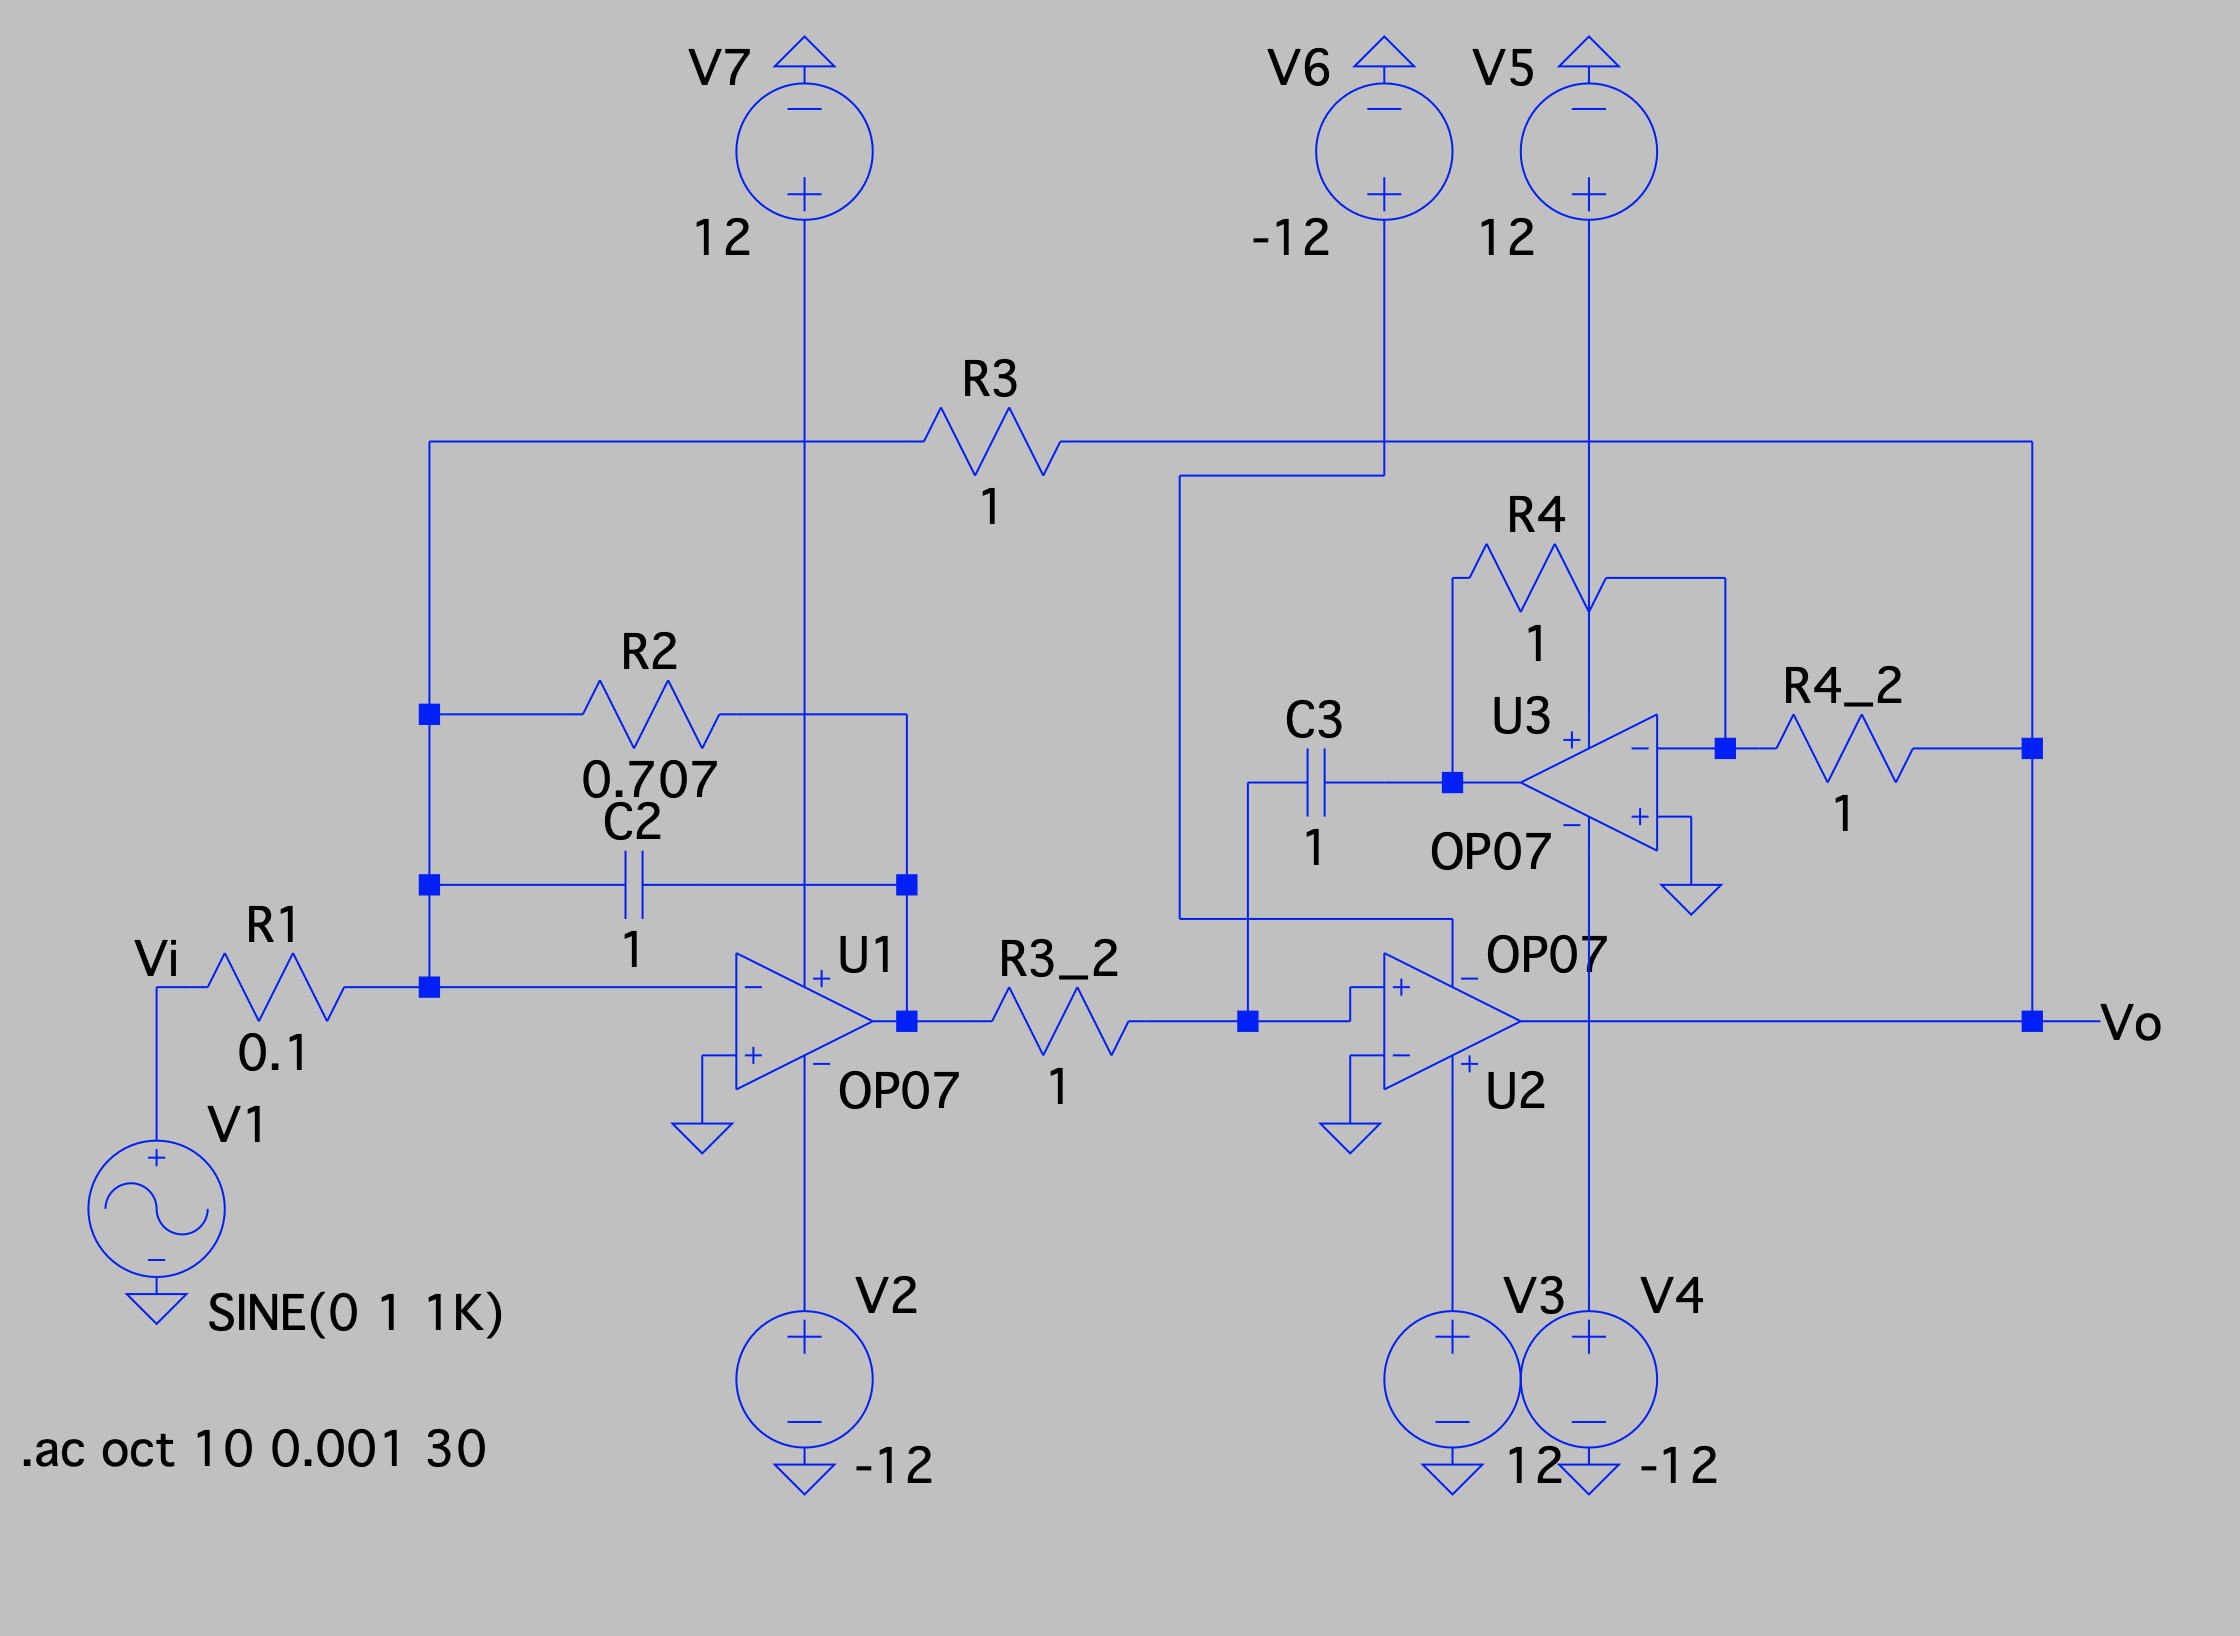 V7
V6
V5
12
-12
12
R3
1
R4
1
R2
0.707
R4_2
1
U3
C3
1
OP07
C2
1
R1
0.1
Vi
U1
OP07
R3_2
1
OP07
U2
Vo
V1
SINE(0 1 1K)
V2
-12
V3
12
V4
-12
.ac oct 10 0.001 30